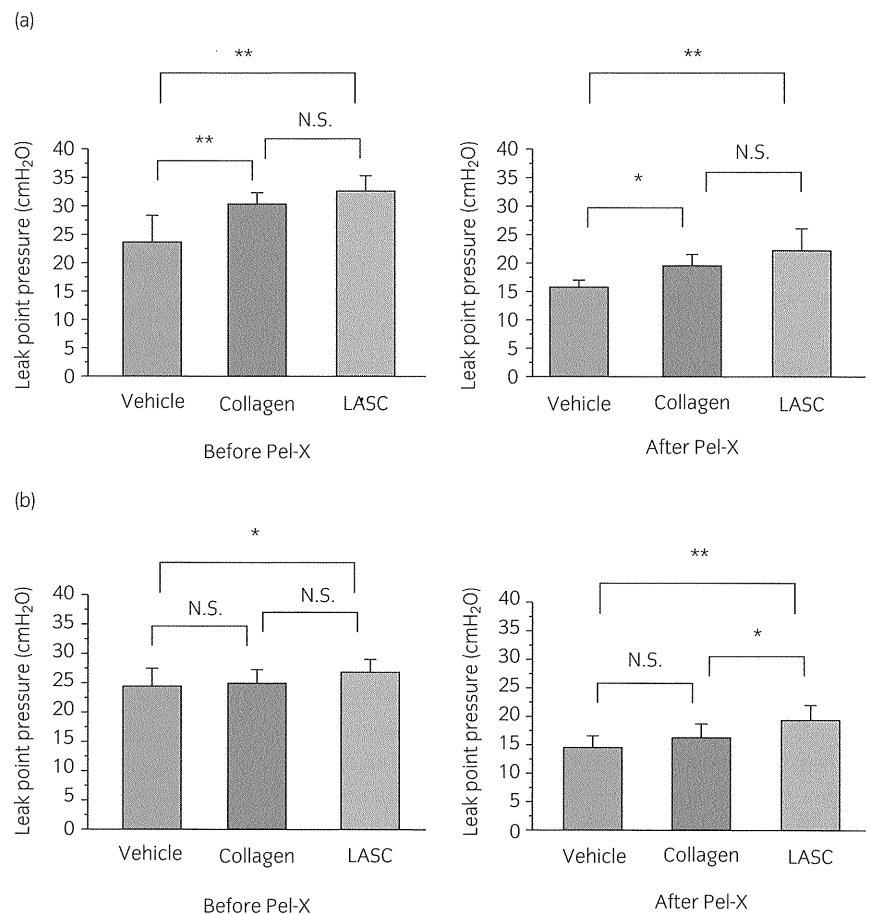 (a)
**
** N.S.
Leak point pressure (cmH₂O)
40
35
30
25
20
15
10
5
0
Vehicle Collagen LASC
Before Pel-X
**
* N.S.
Leak point pressure (cmH₂O)
40
35
30
25
20
15
10
5
0
Vehicle Collagen LASC
After Pel-X
(b)
*
N.S. N.S.
Leak point pressure (cmH₂O)
40
35
30
25
20
15
10
5
0
Vehicle Collagen LASC
Before Pel-X
**
N.S. *
Leak point pressure (cmH₂O)
40
35
30
25
20
15
10
5
0
Vehicle Collagen LASC
After Pel-X